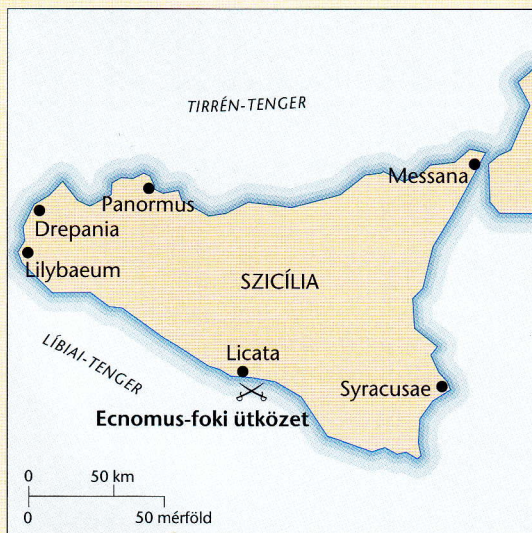 TIRRÉN-TENGER
Messana
Panormus
Drepania
Lilybaeum
SZICÍLIA
LÍBIAI-TENGER
Licata
Syracusae
Ecnomus-foki ütközet
0 50 km
0 50 mérföld